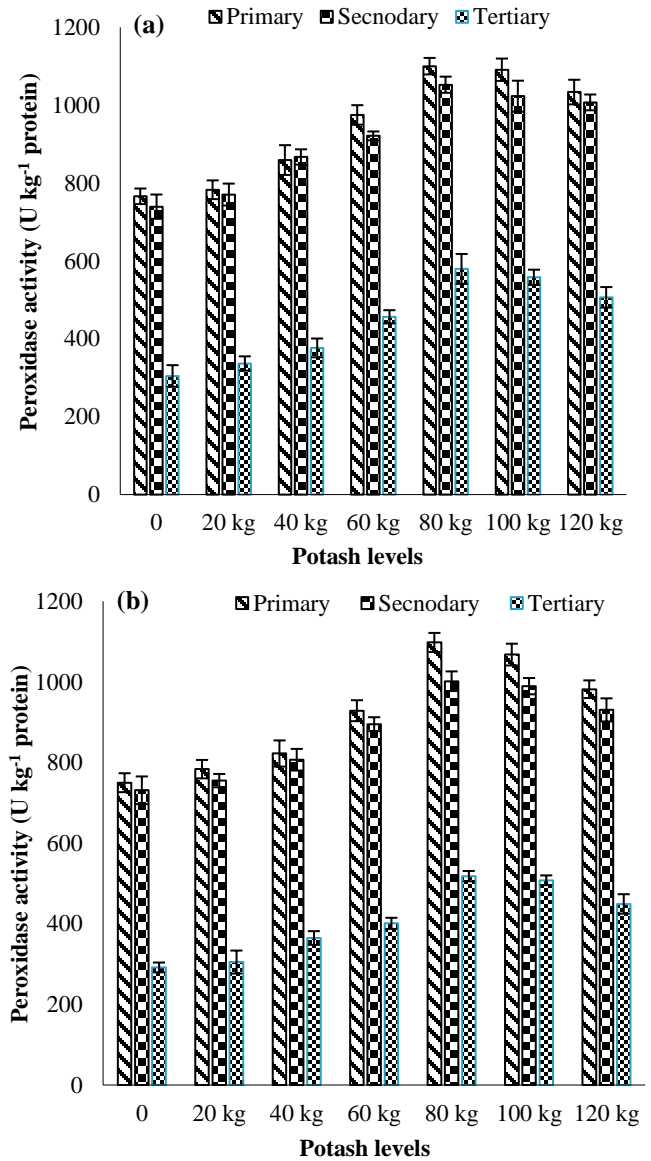 (a)
Primary Secnodary Tertiary
1200
1000
800
600
400
200
0
Peroxidase activity (U kg-1 protein)
0 20 kg 40 kg 60 kg 80 kg 100 kg 120 kg
Potash levels
(b)
Primary Secnodary Tertiary
1200
1000
800
600
400
200
0
Peroxidase activity (U kg-1 protein)
0 20 kg 40 kg 60 kg 80 kg 100 kg 120 kg
Potash levels